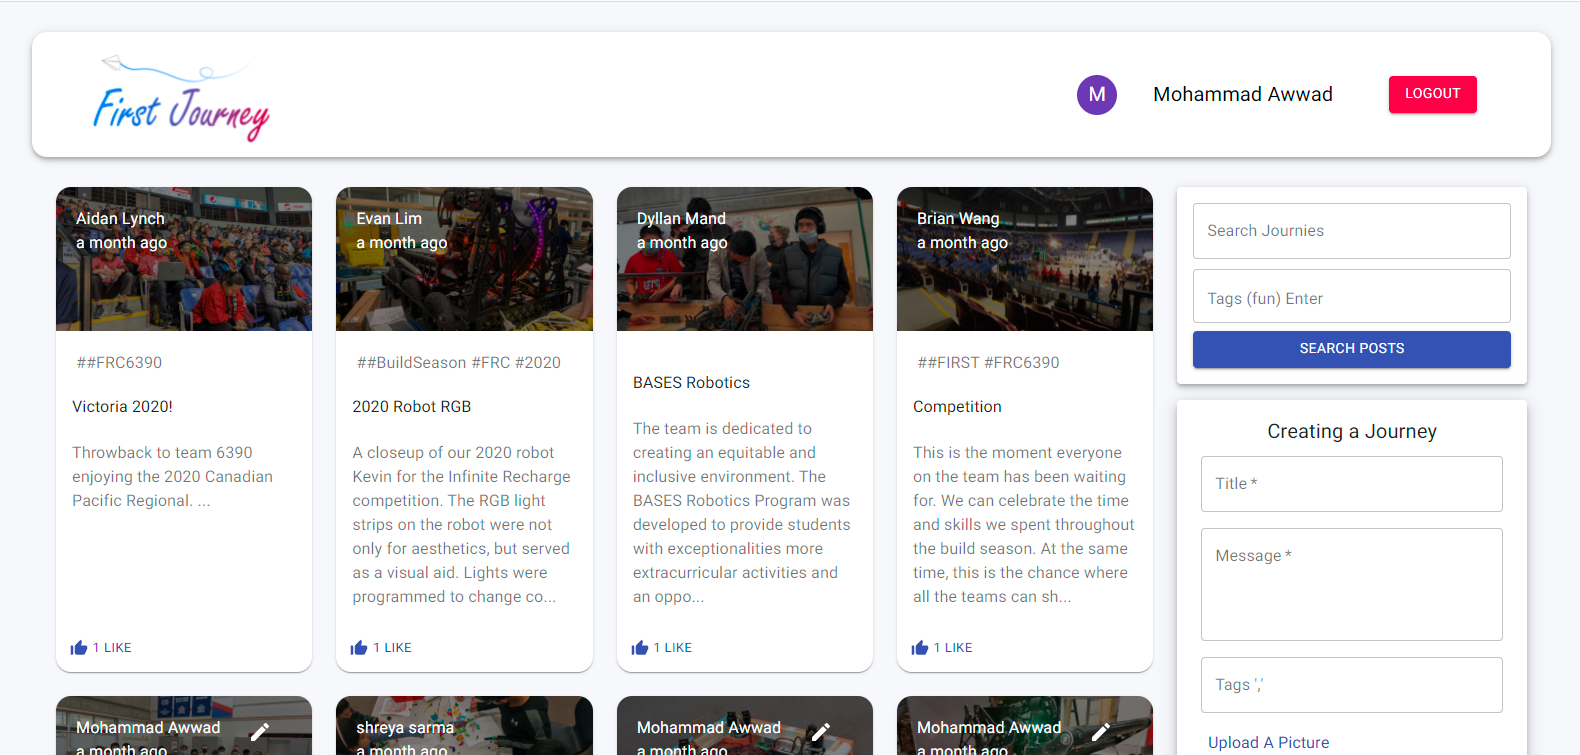 First Journey
M
Mohammad Awwad
LOGOUT
Aidan Lynch
a month ago
##FRC6390
Victoria 2020!
Throwback to team 6390
enjoying the 2020 Canadian
Pacific Regional. ...
1 LIKE
Evan Lim
a month ago
##BuildSeason #FRC #2020
2020 Robot RGB
A closeup of our 2020 robot
Kevin for the Infinite Recharge
competition. The RGB light
strips on the robot were not
only for aesthetics, but served
as a visual aid. Lights were
programmed to change co...
1 LIKE
Dyllan Mand
a month ago
BASES Robotics
The team is dedicated to
creating an equitable and
inclusive environment. The
BASES Robotics Program was
developed to provide students
with exceptionalities more
extracurricular activities and
an oppo...
1 LIKE
Brian Wang
a month ago
##FIRST #FRC6390
Competition
This is the moment everyone
on the team has been waiting
for. We can celebrate the time
and skills we spent throughout
the build season. At the same
time, this is the chance where
all the teams can sh...
1 LIKE
Mohammad Awwad
a month ago
shreya sarma
a month ago
Mohammad Awwad
a month ago
Mohammad Awwad
a month ago
Search Journies
Tags (fun) Enter
SEARCH POSTS
Creating a Journey
Title *
Message *
Tags ','
Upload A Picture